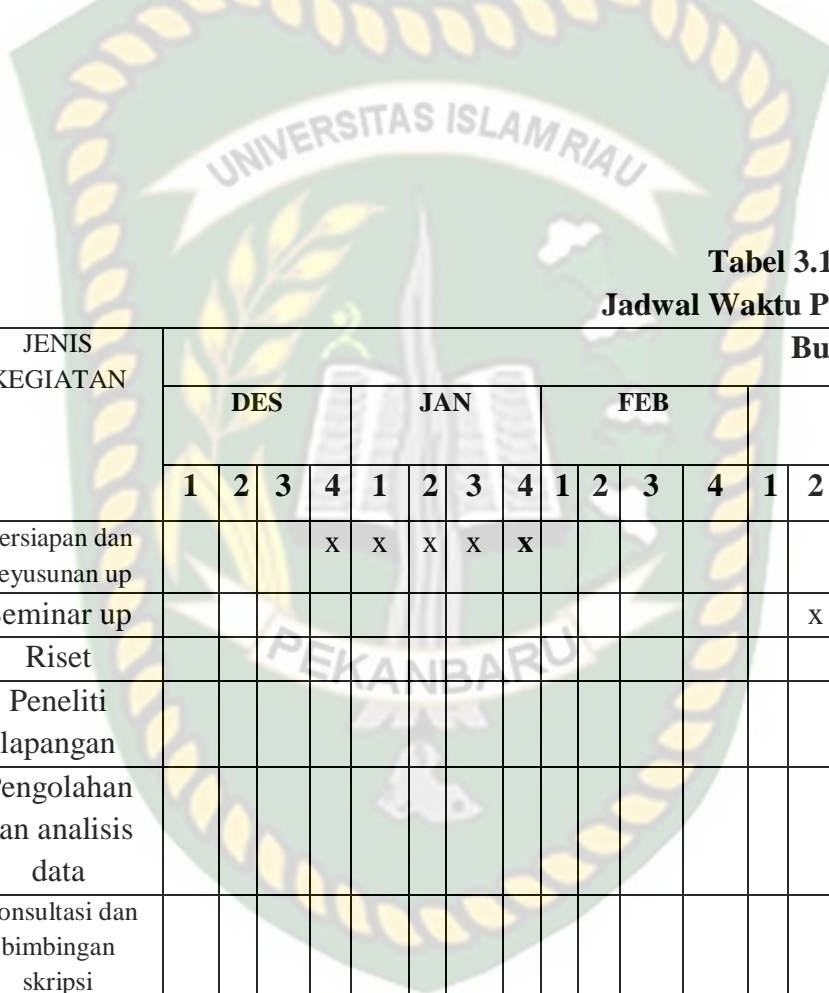 UNIVERSITAS ISLAM RIAU
Tabel 3.1
Jadwal Waktu P
JENIS
KEGIATAN
Bu
DES JAN FEB
1 2 3 4 1 2 3 4 1 2 3 4 1 2
ersiapan dan
eyusunan up
x x x x x
eminar up x
Riset
Peneliti
lapangan
engolahan
an analisis
data
onsultasi dan
bimbingan
skripsi
PEKANBARU